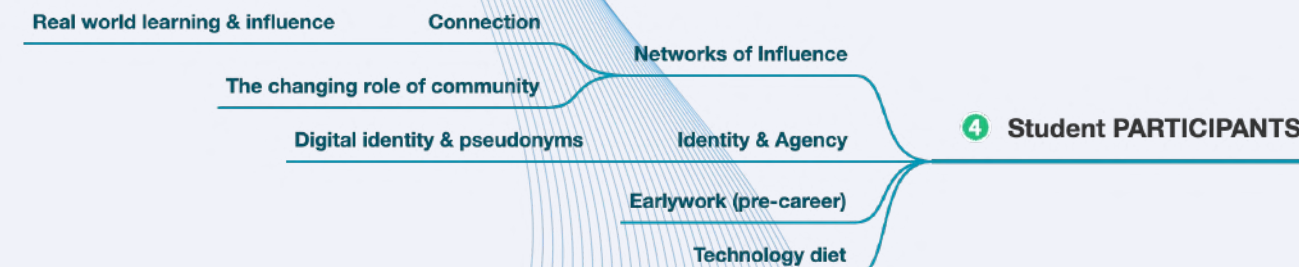 Real world learning & influence
Connection
Networks of Influence
The changing role of community
4 Student PARTICIPANTS
Digital identity & pseudonyms
Identity & Agency
Earlywork (pre-career)
Technology diet